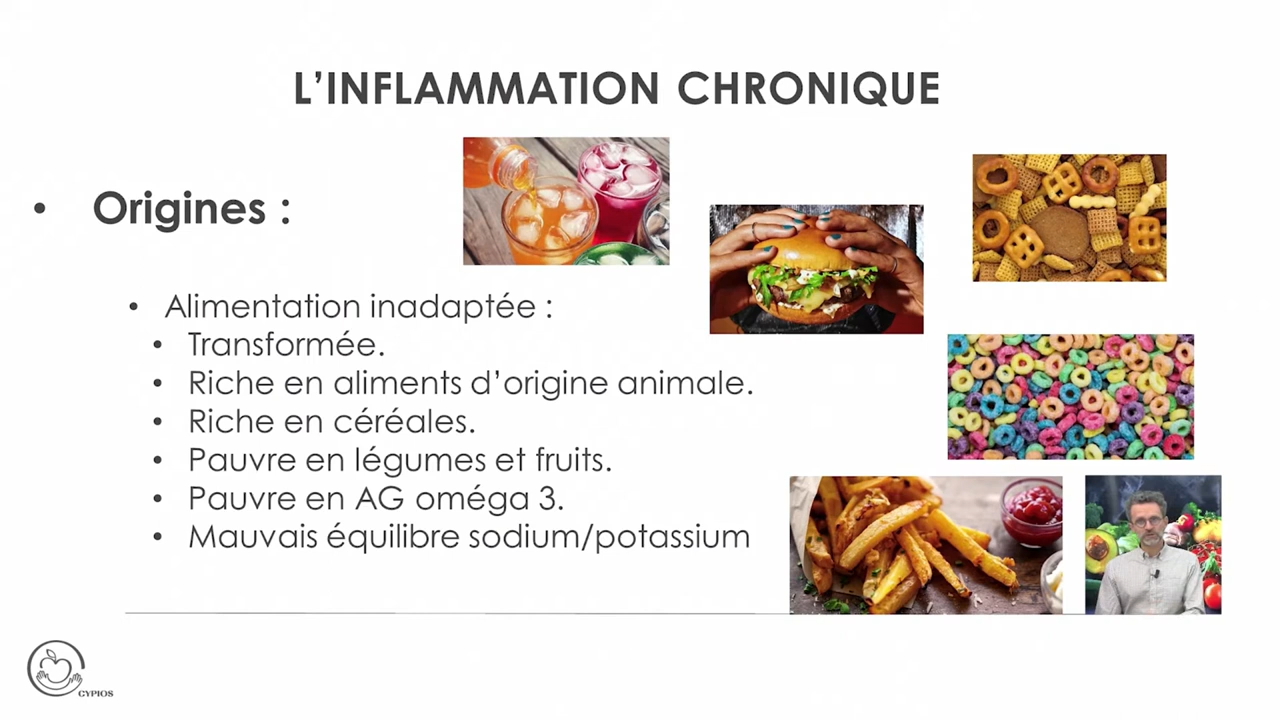 L’INFLAMMATION CHRONIQUE
• Origines :
• Alimentation inadaptée :
• Transformée.
• Riche en aliments d’origine animale.
• Riche en céréales.
• Pauvre en légumes et fruits.
• Pauvre en AG oméga 3.
• Mauvais équilibre sodium/potassium
CYPIOS